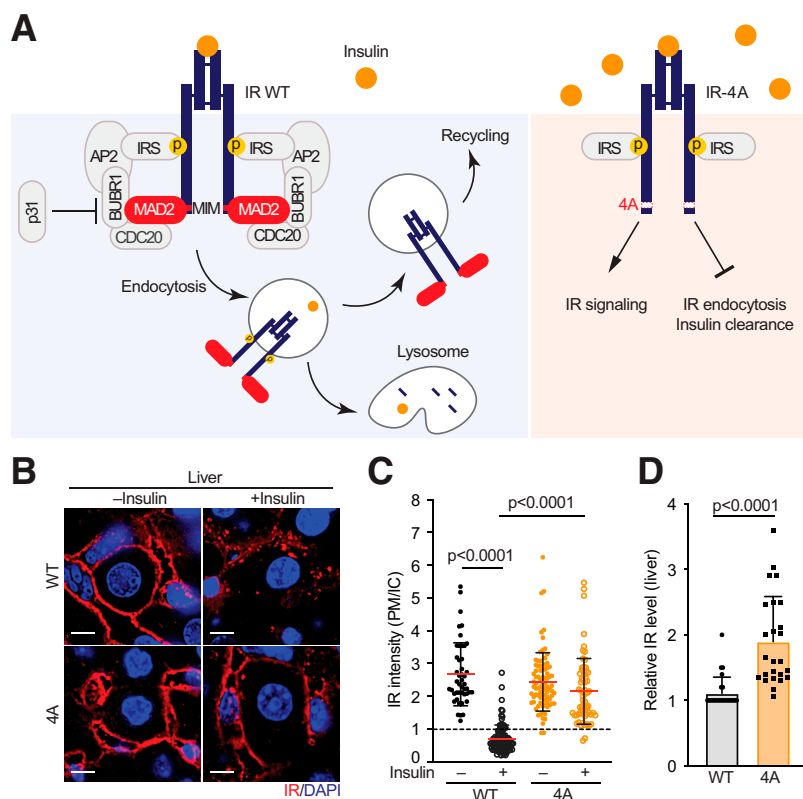 A
Insulin
IR WT
IR-4A
Recycling
AP2
IRS
p
p
IRS
AP2
IRS
p
p
IRS
p31
BUBR1
MAD2
MIM
MAD2
BUBR1
CDC20
CDC20
4A
Endocytosis
p
p
IR signaling
IR endocytosis
Insulin clearance
Lysosome
B
Liver
–Insulin
+Insulin
WT
4A
IR/DAPI
C
p<0.0001
p<0.0001
IR intensity (PM/IC)
8
7
6
5
4
3
2
1
0
Insulin
–
+
–
+
WT
4A
D
p<0.0001
Relative IR level (liver)
4
3
2
1
0
WT
4A